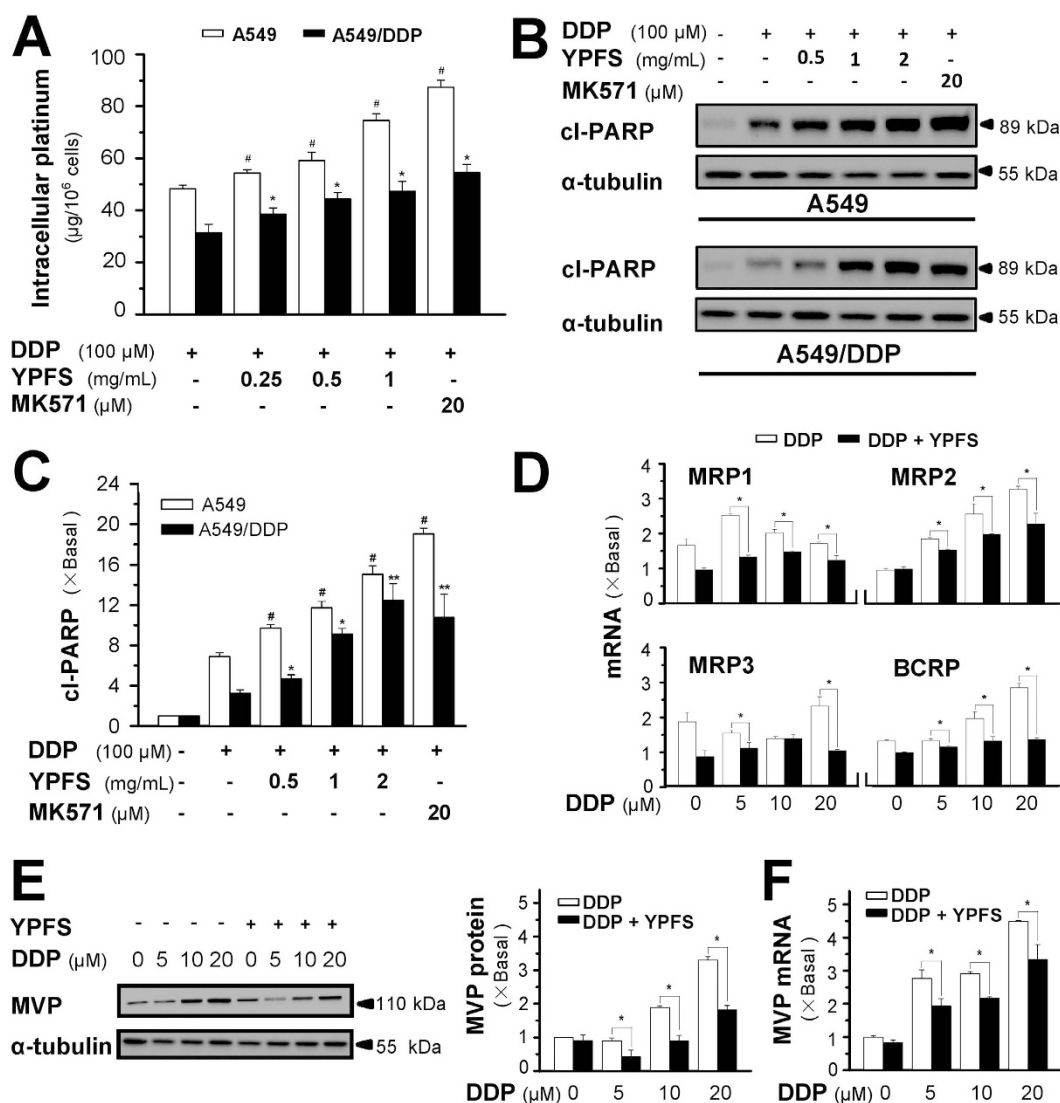 A
A549 A549/DDP
Intracellular platinum
(µg/10⁶ cells)
100
80
60
40
20
0
# # # #
* * * *
DDP (100 µM) + + + + +
YPFS (mg/mL) - 0.25 0.5 1 -
MK571 (µM) - - - - 20
B
DDP (100 µM) - + + + + +
YPFS (mg/mL) - - 0.5 1 2 -
MK571 (µM) - - - - - 20
cl-PARP 89 kDa
α-tubulin 55 kDa
A549
cl-PARP 89 kDa
α-tubulin 55 kDa
A549/DDP
C
cl-PARP (× Basal)
24
20
16
12
8
4
0
A549
A549/DDP
# # # #
* * ** **
DDP (100 µM) - + + + + +
YPFS (mg/mL) - - 0.5 1 2 -
MK571 (µM) - - - - - 20
D
DDP DDP + YPFS
mRNA (× Basal)
MRP1 MRP2
4
3
2
1
0
* * * * * *
MRP3 BCRP
4
3
2
1
0
* * * * *
DDP (µM) 0 5 10 20 0 5 10 20
E
YPFS - - - - + + + +
DDP (µM) 0 5 10 20 0 5 10 20
MVP 110 kDa
α-tubulin 55 kDa
MVP protein
(× Basal)
5
4
3
2
1
0
DDP
DDP + YPFS
* * *
DDP (µM) 0 5 10 20
F
MVP mRNA
(× Basal)
5
4
3
2
1
0
DDP
DDP + YPFS
* * *
DDP (µM) 0 5 10 20